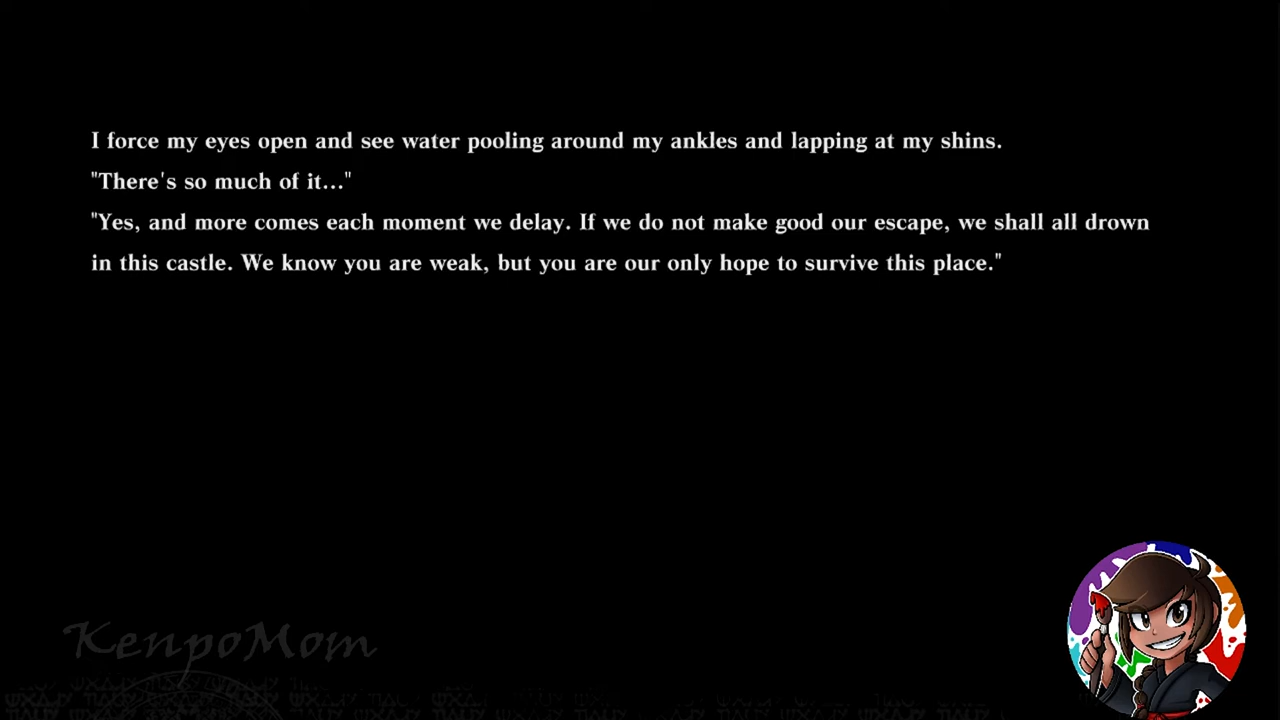 I force my eyes open and see water pooling around my ankles and lapping at my shins.
"There's so much of it..."
"Yes, and more comes each moment we delay. If we do not make good our escape, we shall all drown
in this castle. We know you are weak, but you are our only hope to survive this place."
KenpoMom